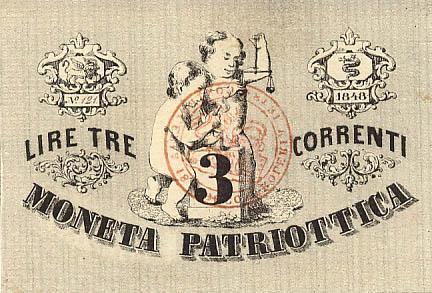 No 121
1848
LIRE TRE
CORRENTI
3
MONETA PATRIOTTICA